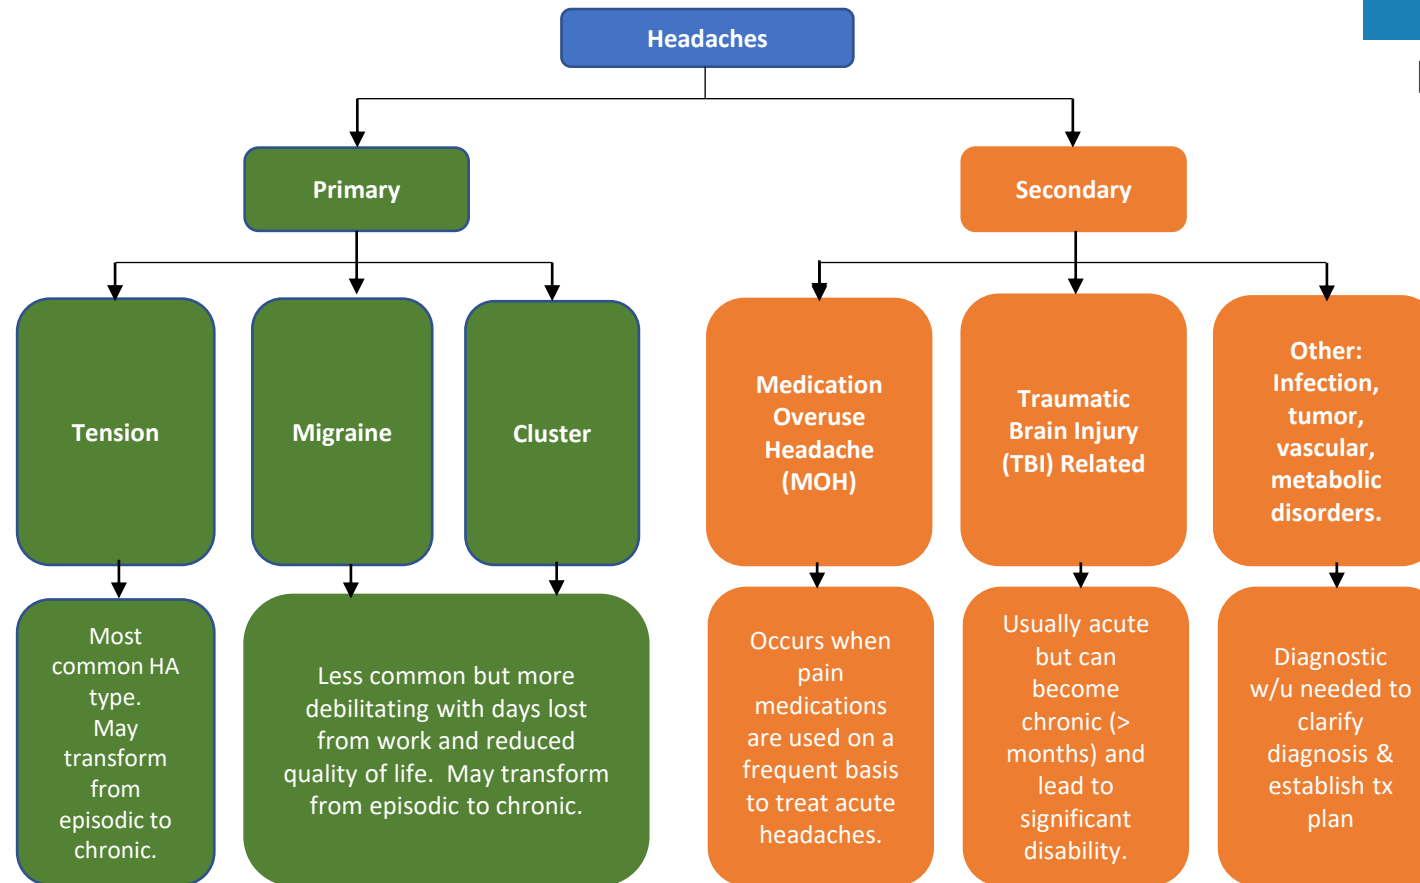 Headaches
Primary
Secondary
Tension
Migraine
Cluster
Medication
Overuse
Headache
(MOH)
Traumatic
Brain Injury
(TBI) Related
Other:
Infection,
tumor,
vascular,
metabolic
disorders.
Most
common HA
type.
May
transform
from
episodic to
chronic.
Less common but more
debilitating with days lost
from work and reduced
quality of life.  May transform
from episodic to chronic.
Occurs when
pain
medications
are used on a
frequent basis
to treat acute
headaches.
Usually acute
but can
become
chronic (>
months) and
lead to
significant
disability.
Diagnostic
w/u needed to
clarify
diagnosis &
establish tx
plan